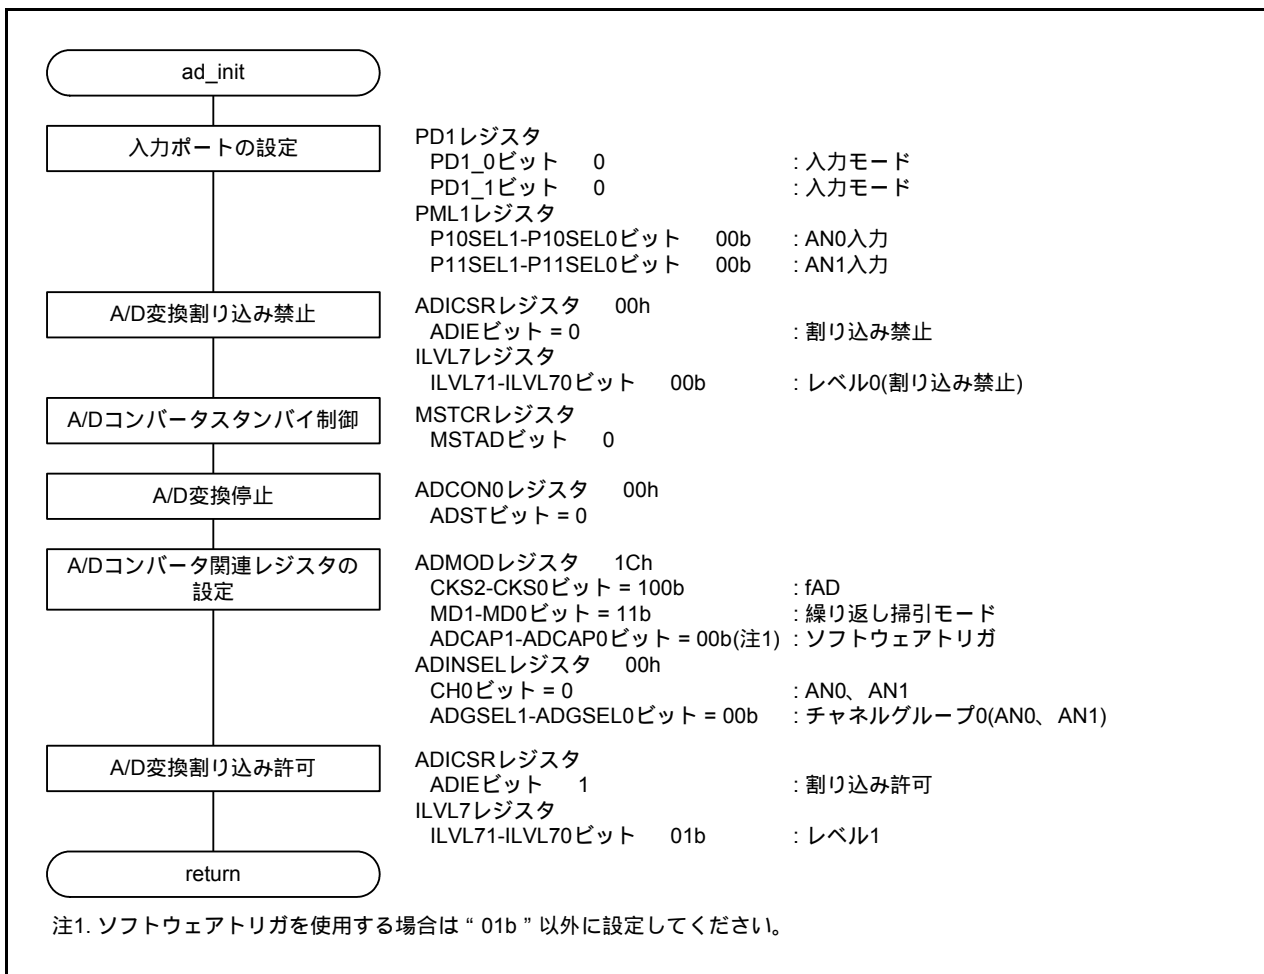 ad_init
入力ポートの設定
PD1レジスタ
PD1_0ビット 0 : 入力モード
PD1_1ビット 0 : 入力モード
PML1レジスタ
P10SEL1-P10SEL0ビット 00b : AN0入力
P11SEL1-P11SEL0ビット 00b : AN1入力
A/D変換割り込み禁止
ADICSRレジスタ 00h
ADIEビット = 0 : 割り込み禁止
ILVL7レジスタ
ILVL71-ILVL70ビット 00b : レベル0(割り込み禁止)
A/Dコンバータスタンバイ制御
MSTCRレジスタ
MSTADビット 0
A/D変換停止
ADCON0レジスタ 00h
ADSTビット = 0
A/Dコンバータ関連レジスタの
設定
ADMODレジスタ 1Ch
CKS2-CKS0ビット = 100b : fAD
MD1-MD0ビット = 11b : 繰り返し掃引モード
ADCAP1-ADCAP0ビット = 00b(注1) : ソフトウェアトリガ
ADINSELレジスタ 00h
CH0ビット = 0 : AN0、AN1
ADGSEL1-ADGSEL0ビット = 00b : チャネルグループ0(AN0、AN1)
A/D変換割り込み許可
ADICSRレジスタ
ADIEビット 1 : 割り込み許可
ILVL7レジスタ
ILVL71-ILVL70ビット 01b : レベル1
return
注1. ソフトウェアトリガを使用する場合は“01b”以外に設定してください。